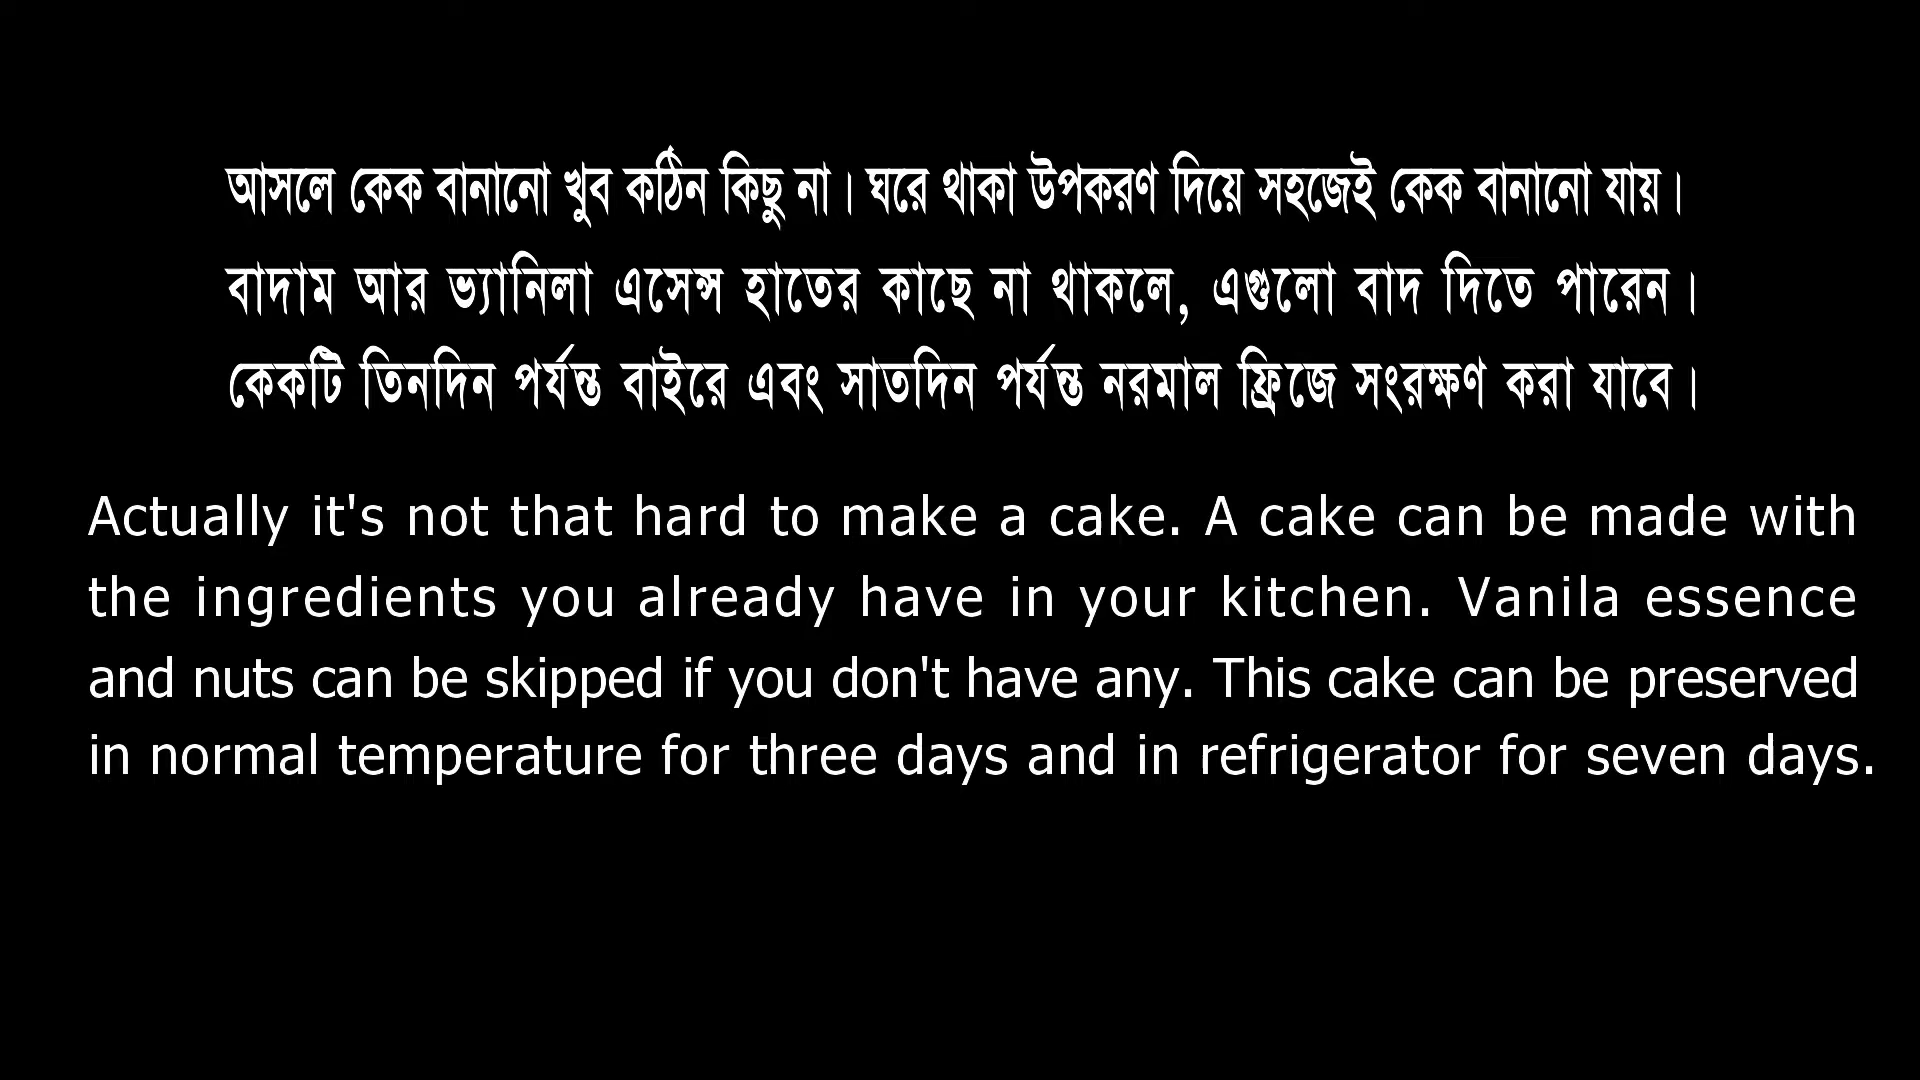 আসলে কেক বানানো খুব কঠিন কিছু না। ঘরে থাকা উপকরণ দিয়ে সহজেই কেক বানানো যায়।
বাদাম আর ভ্যানিলা এসেন্স হাতের কাছে না থাকলে, এগুলো বাদ দিতে পারেন।
কেকটি তিনদিন পর্যন্ত বাইরে এবং সাতদিন পর্যন্ত নরমাল ফ্রিজে সংরক্ষণ করা যাবে।
Actually it's not that hard to make a cake. A cake can be made with
the ingredients you already have in your kitchen. Vanila essence
and nuts can be skipped if you don't have any. This cake can be preserved
in normal temperature for three days and in refrigerator for seven days.